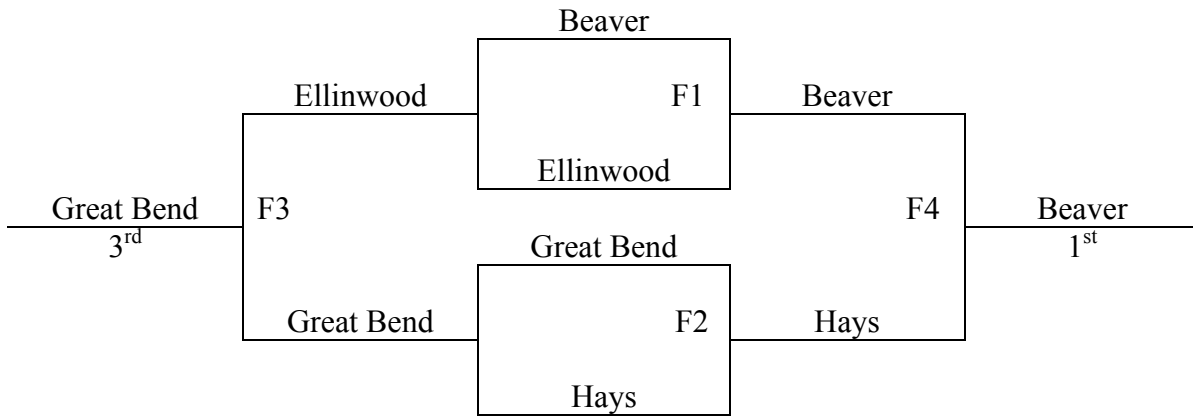 Beaver
Ellinwood F1 Beaver
Ellinwood
Great Bend F3 F4 Beaver
3rd 1st
Great Bend
Great Bend F2 Hays
Hays